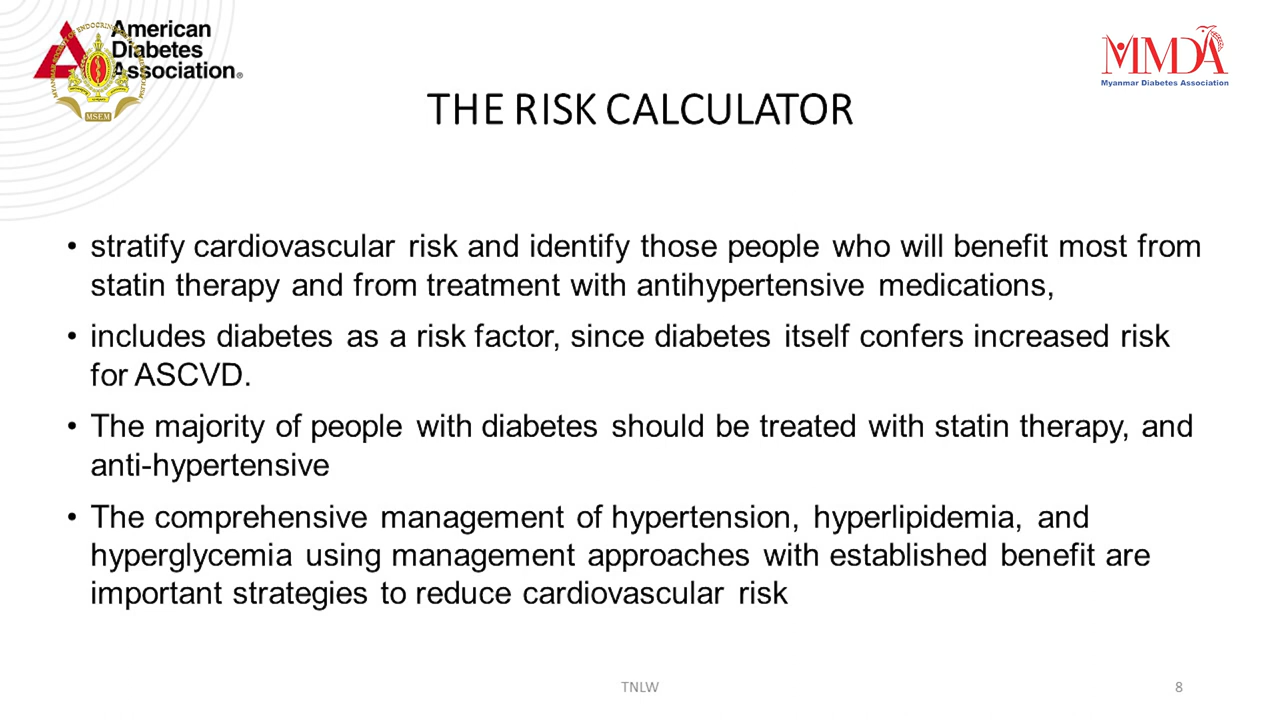 American
Diabetes
Association®
MSEM
MMDA
Myanmar Diabetes Association
THE RISK CALCULATOR
• stratify cardiovascular risk and identify those people who will benefit most from
statin therapy and from treatment with antihypertensive medications,
• includes diabetes as a risk factor, since diabetes itself confers increased risk
for ASCVD.
• The majority of people with diabetes should be treated with statin therapy, and
anti-hypertensive
• The comprehensive management of hypertension, hyperlipidemia, and
hyperglycemia using management approaches with established benefit are
important strategies to reduce cardiovascular risk
TNLW
8